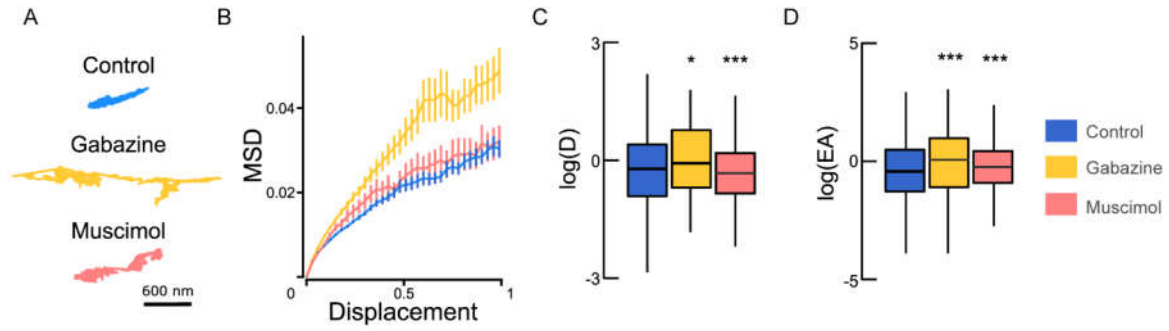 A
Control
Gabazine
Muscimol
600 nm
B
MSD
0.04
0.02
0
0.5
1
Displacement
C
log(D)
3
0
-3
*
***
D
log(EA)
5
0
-5
***
***
Control
Gabazine
Muscimol